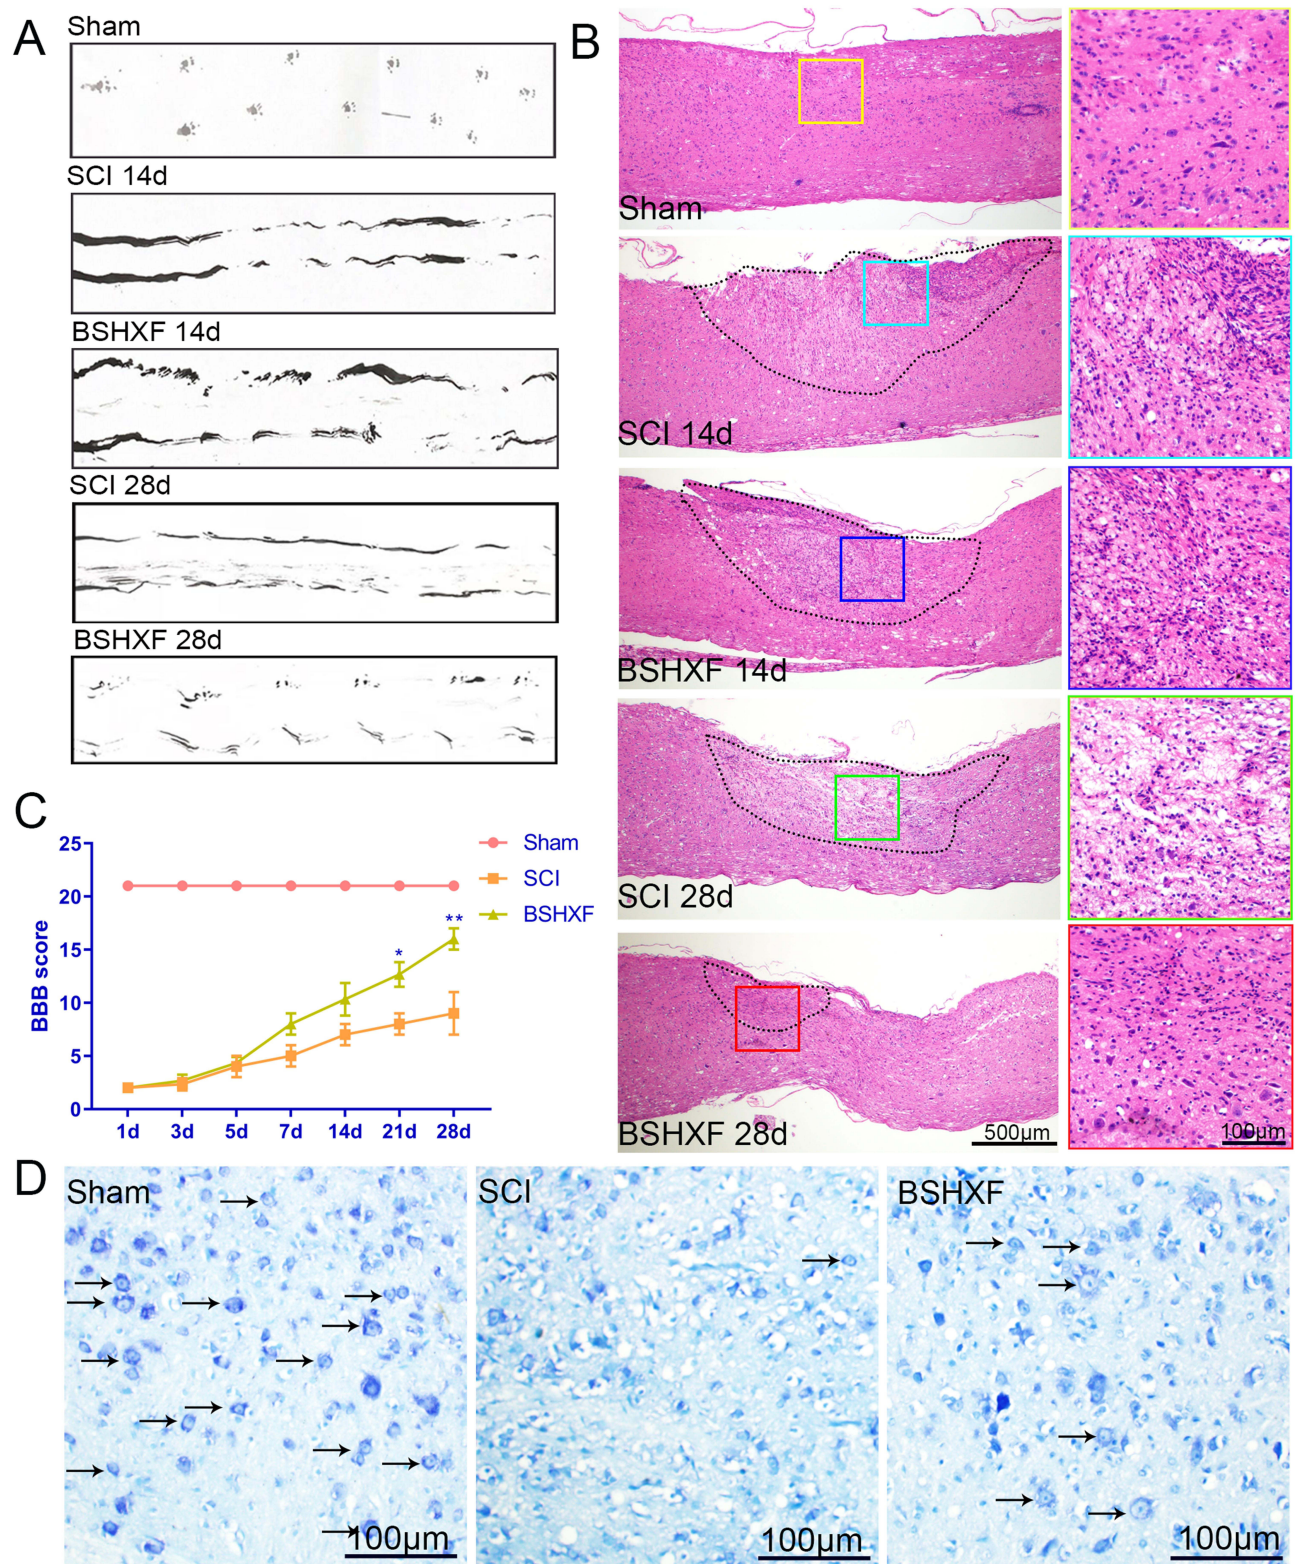 A
Sham
SCI 14d
BSHXF 14d
SCI 28d
BSHXF 28d
B
Sham
SCI 14d
BSHXF 14d
SCI 28d
BSHXF 28d
500μm
100μm
C
BBB score
25
20
15
10
5
0
1d 3d 5d 7d 14d 21d 28d
*
**
Sham
SCI
BSHXF
D
Sham
SCI
BSHXF
100μm
100μm
100μm